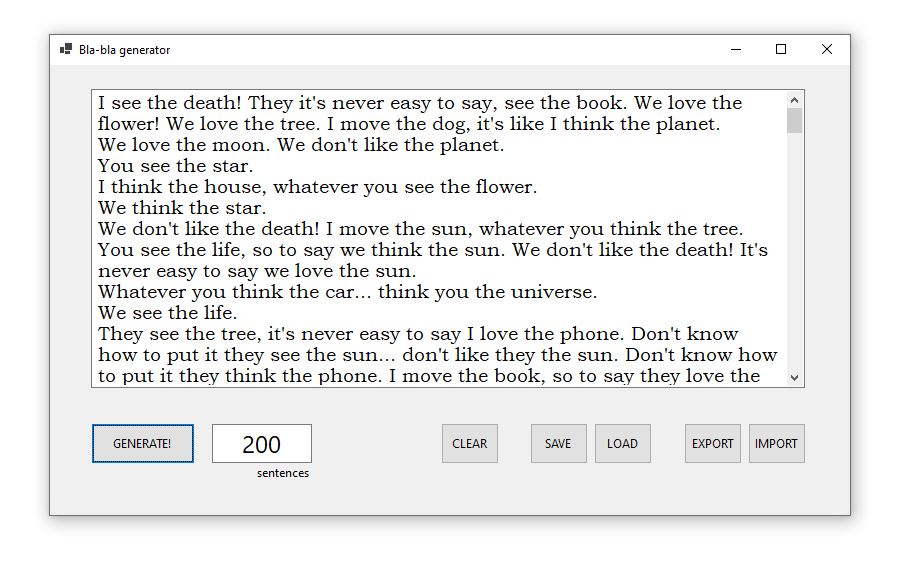 Bla-bla generator
I see the death! They it's never easy to say, see the book. We love the
flower! We love the tree. I move the dog, it's like I think the planet.
We love the moon. We don't like the planet.
You see the star.
I think the house, whatever you see the flower.
We think the star.
We don't like the death! I move the sun, whatever you think the tree.
You see the life, so to say we think the sun. We don't like the death! It's
never easy to say we love the sun.
Whatever you think the car... think you the universe.
We see the life.
They see the tree, it's never easy to say I love the phone. Don't know
how to put it they see the sun... don't like they the sun. Don't know how
to put it they think the phone. I move the book, so to say they love the
GENERATE!
200
CLEAR
SAVE
LOAD
EXPORT
IMPORT
sentences